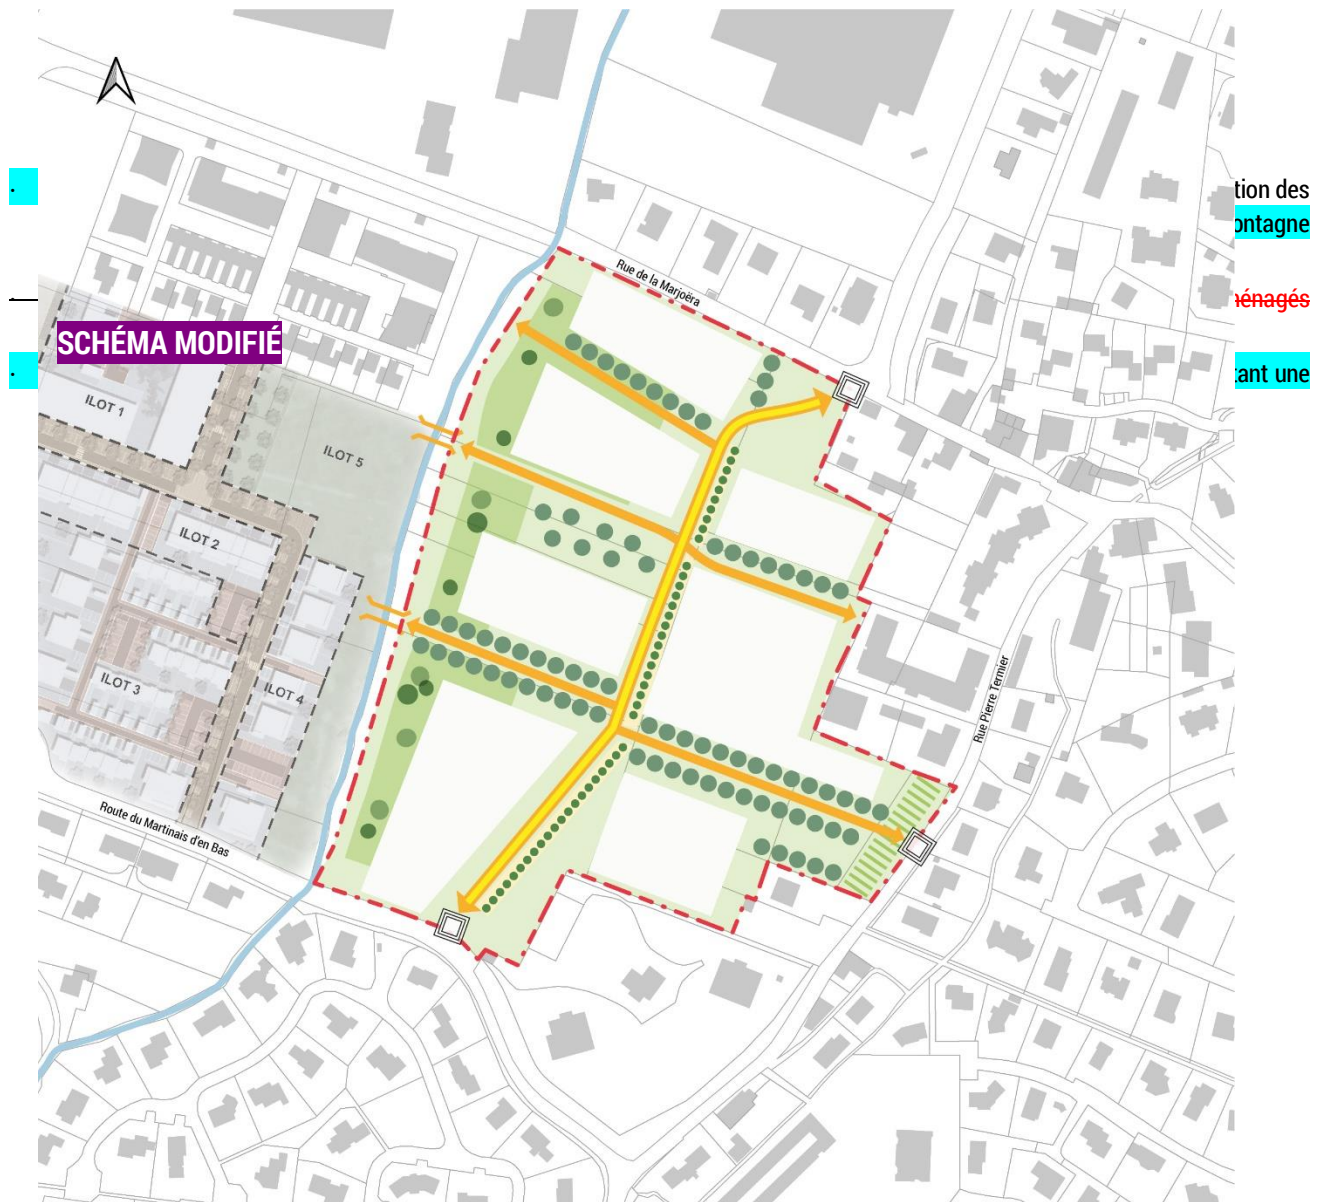 tion des
ontagne
Rue de la Marjoëra
énagés
SCHÉMA MODIFIÉ
tant une
ILOT 1
ILOT 5
ILOT 2
ILOT 3
ILOT 4
Rue Pierre Termier
Route du Martinais d'en Bas